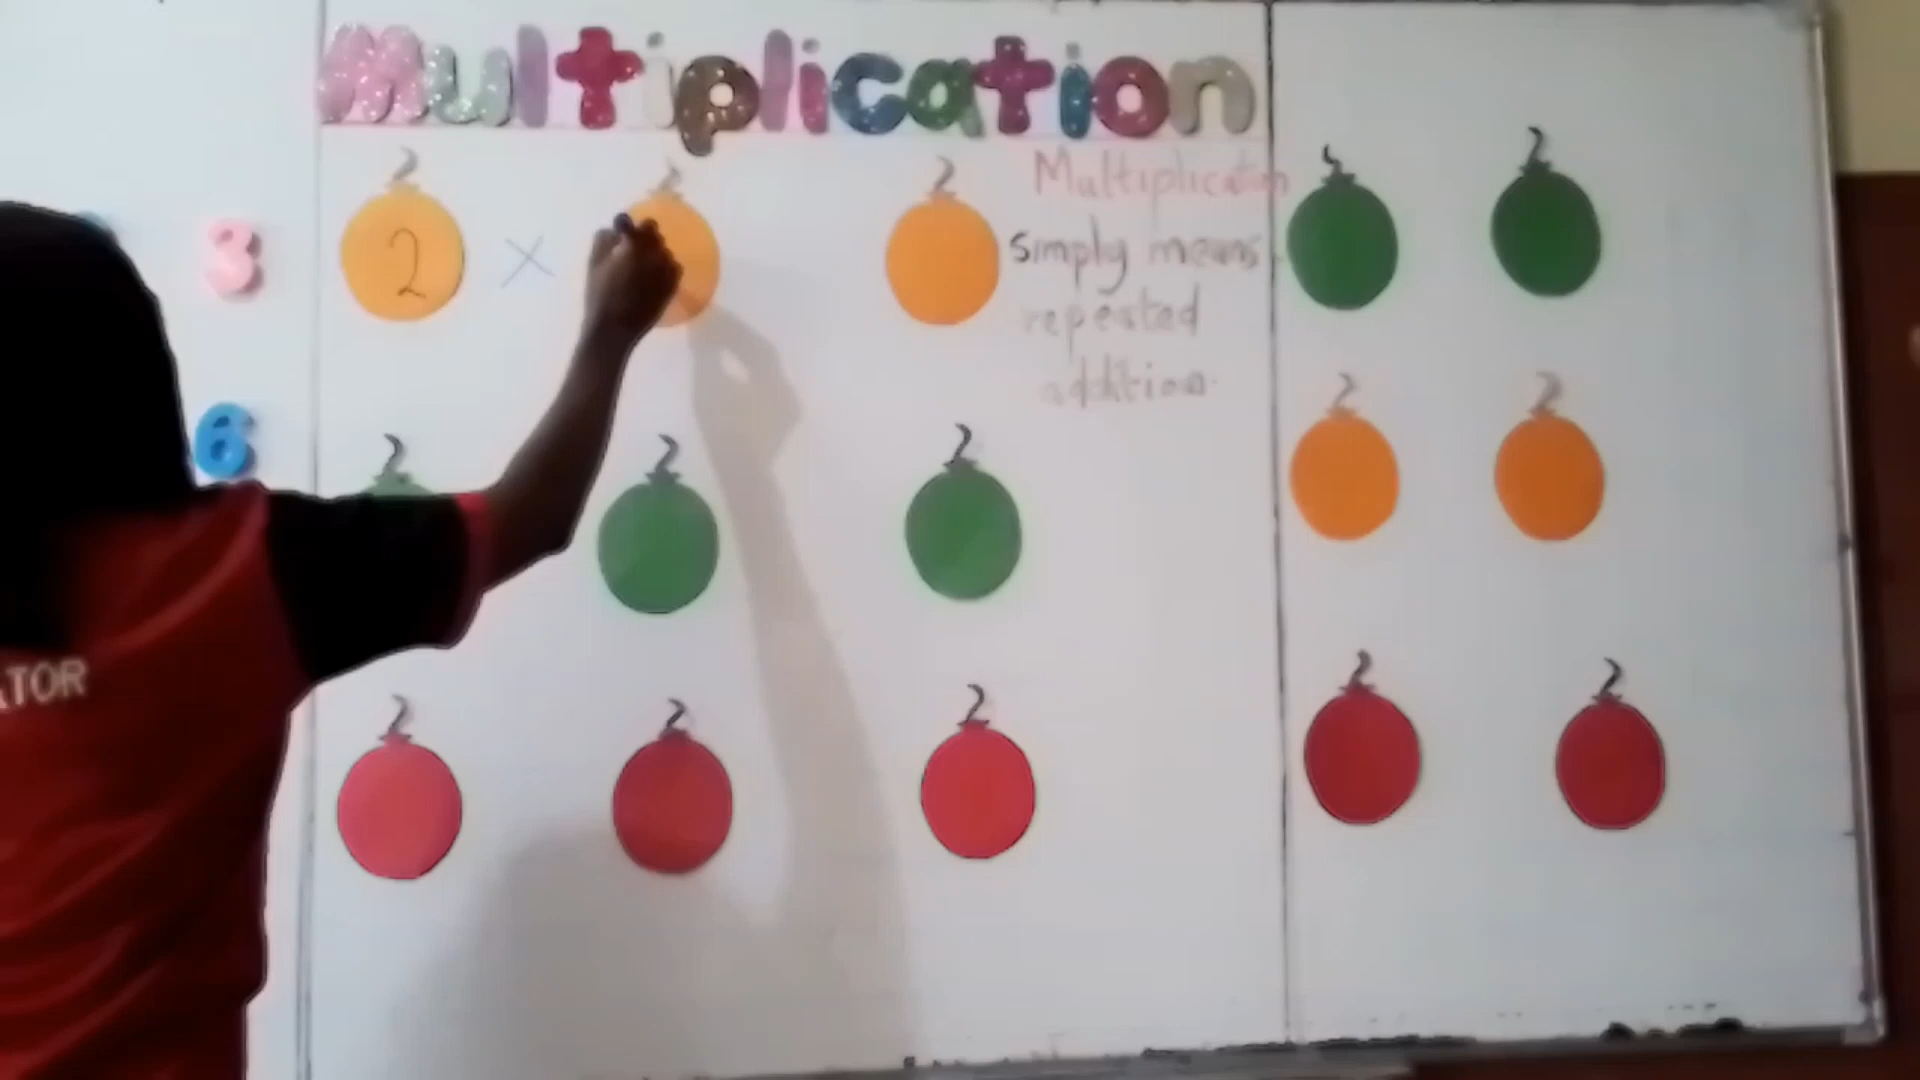 Multiplication
3
2 ×
Multiplication
simply means
repeated
addition.
6
ATOR